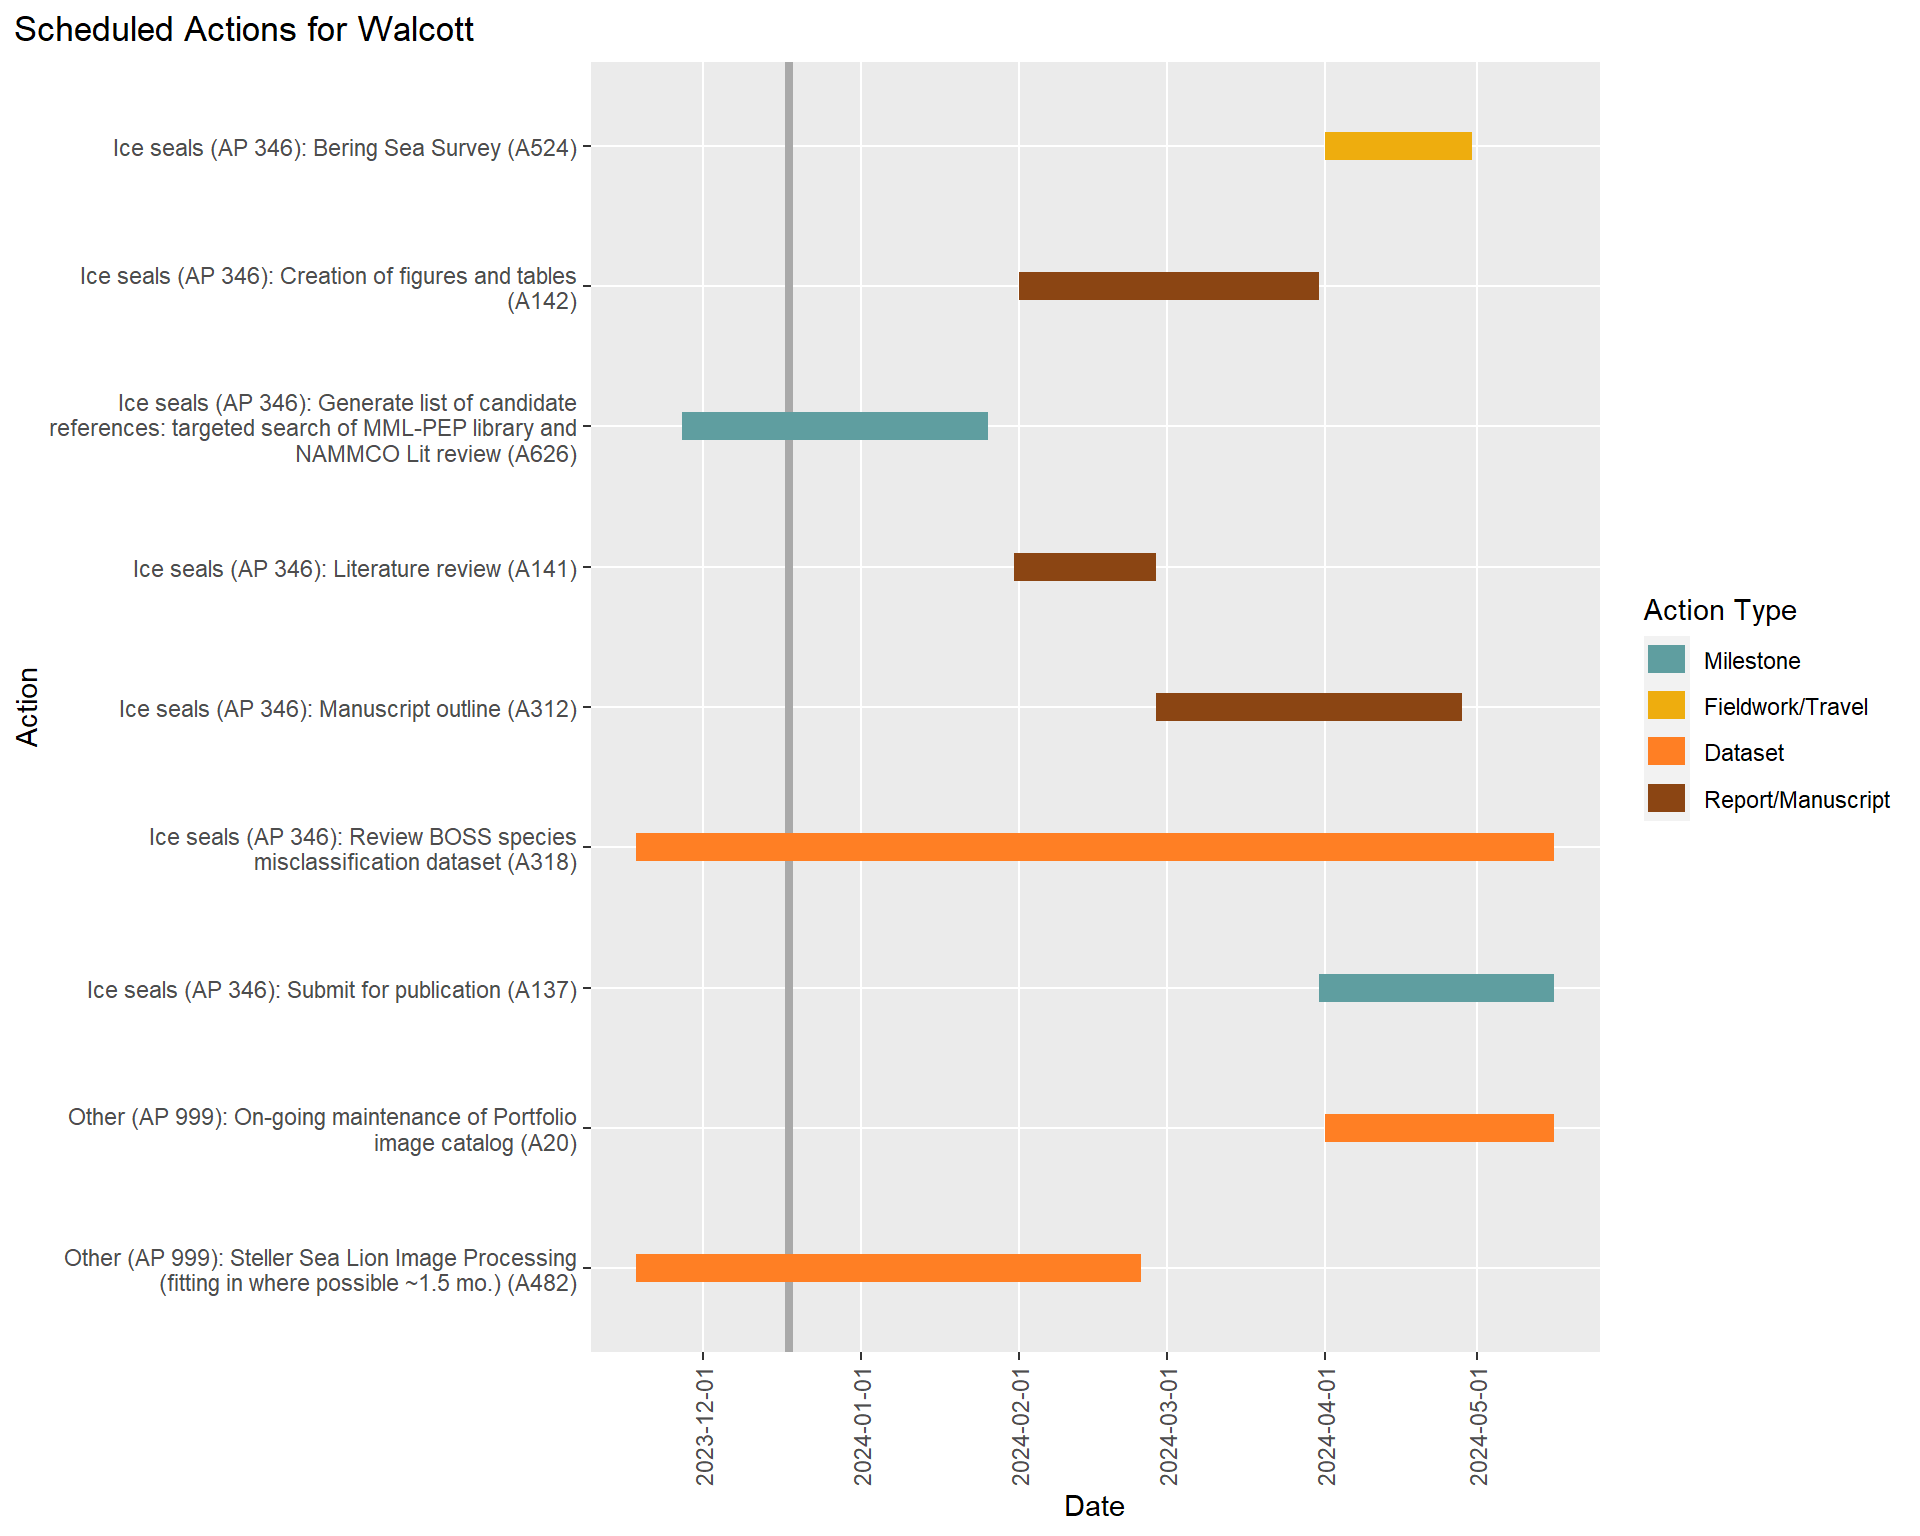 Scheduled Actions for Walcott
Ice seals (AP 346): Bering Sea Survey (A524)
Ice seals (AP 346): Creation of figures and tables
(A142)
Ice seals (AP 346): Generate list of candidate
references: targeted search of MML-PEP library and
NAMMCO Lit review (A626)
Ice seals (AP 346): Literature review (A141)
Ice seals (AP 346): Manuscript outline (A312)
Ice seals (AP 346): Review BOSS species
misclassification dataset (A318)
Ice seals (AP 346): Submit for publication (A137)
Other (AP 999): On-going maintenance of Portfolio
image catalog (A20)
Other (AP 999): Steller Sea Lion Image Processing
(fitting in where possible ~1.5 mo.) (A482)
Action
2023-12-01
2024-01-01
2024-02-01
2024-03-01
2024-04-01
2024-05-01
Date
Action Type
Milestone
Fieldwork/Travel
Dataset
Report/Manuscript